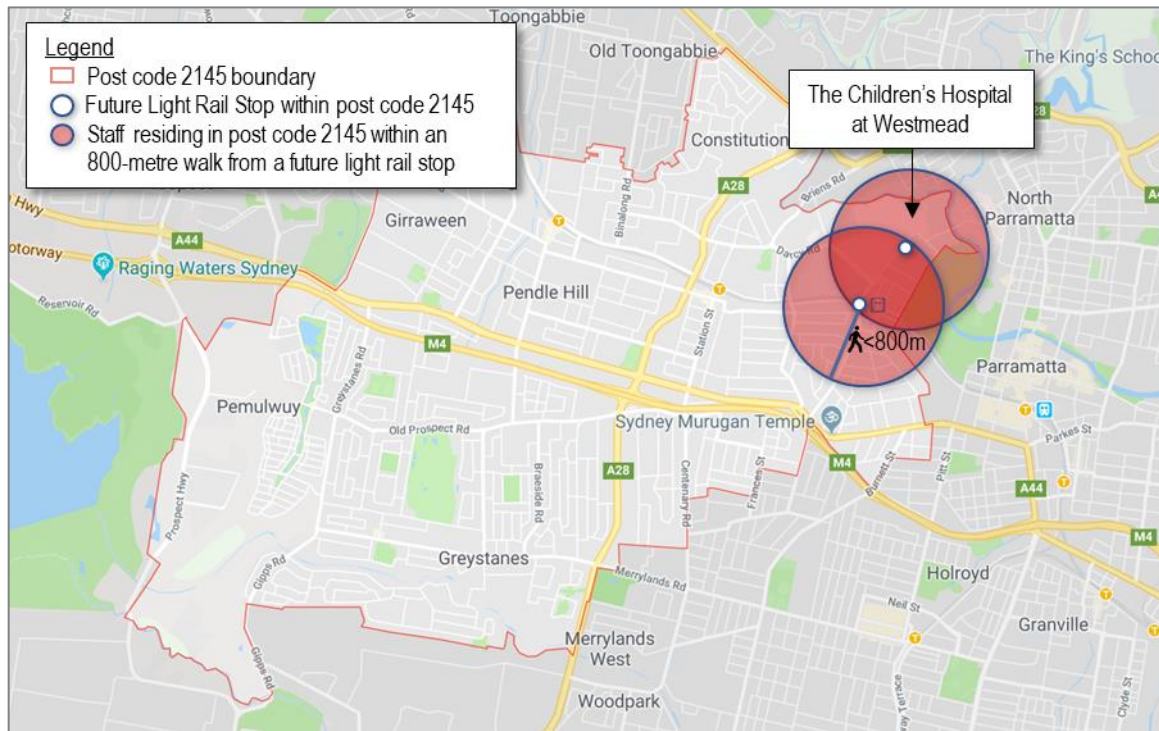 Toongabbie
Legend
Post code 2145 boundary
Future Light Rail Stop within post code 2145
Staff residing in post code 2145 within an
800-metre walk from a future light rail stop
Old Toongabbie
The King's School
The Children's Hospital
at Westmead
Constitution
A28
Briens Rd
North
Parramatta
Hwy
A44
Motorway
Raging Waters Sydney
Reservoir Rd
Girraween
Binalong Rd
Darcy Rd
Pendle Hill
Station St
M4
<800m
Parramatta
Pemulwuy
Greystanes Rd
Old Prospect Rd
Sydney Murugan Temple
Parkes St
Prospect Hwy
Braeside Rd
A28
Centenary Rd
Frances St
M4
Burnett St
Pitt St
A44
M4
Greystanes
Gipps Rd
Merrylands Rd
Holroyd
Neil St
Granville
Merrylands
West
Gipps Rd
Woodpark
Terrace
Clyde St